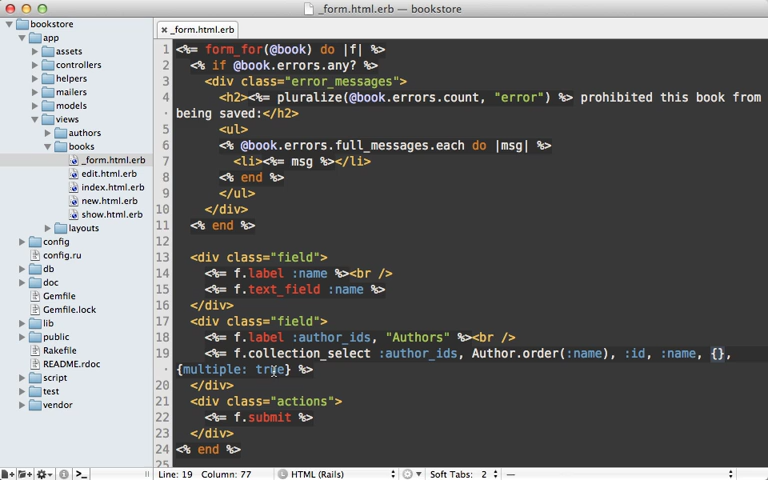 _form.html.erb — bookstore
bookstore
app
assets
controllers
helpers
mailers
models
views
authors
books
_form.html.erb
edit.html.erb
index.html.erb
new.html.erb
show.html.erb
layouts
config
config.ru
db
doc
Gemfile
Gemfile.lock
lib
public
Rakefile
README.rdoc
script
test
vendor
_form.html.erb
1 <%= form_for(@book) do |f| %>
2 <% if @book.errors.any? %>
3 <div class="error_messages">
4 <h2><%= pluralize(@book.errors.count, "error") %> prohibited this book from
· being saved:</h2>
5 <ul>
6 <% @book.errors.full_messages.each do |msg| %>
7 <li><%= msg %></li>
8 <% end %>
9 </ul>
10 </div>
11 <% end %>
12
13 <div class="field">
14 <%= f.label :name %><br />
15 <%= f.text_field :name %>
16 </div>
17 <div class="field">
18 <%= f.label :author_ids, "Authors" %><br />
19 <%= f.collection_select :author_ids, Author.order(:name), :id, :name, {},
· {multiple: true} %>
20 </div>
21 <div class="actions">
22 <%= f.submit %>
23 </div>
24 <% end %>
25
Line: 19 Column: 77 HTML (Rails) Soft Tabs: 2 —